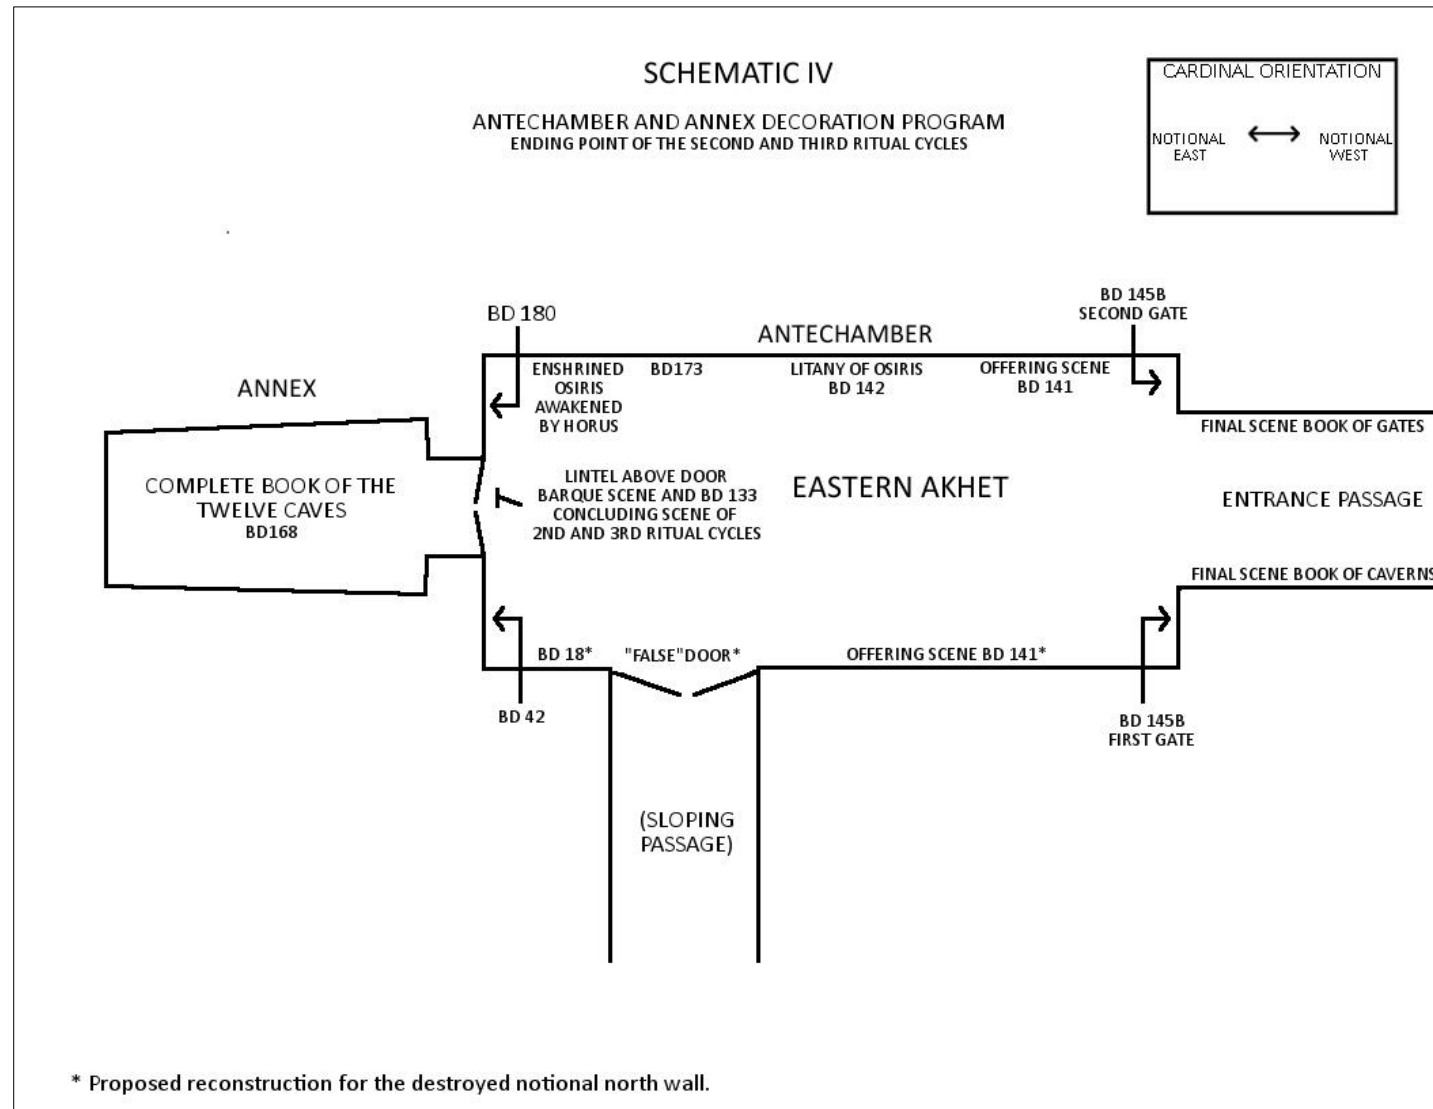 SCHEMATIC IV
ANTECHAMBER AND ANNEX DECORATION PROGRAM
ENDING POINT OF THE SECOND AND THIRD RITUAL CYCLES
CARDINAL ORIENTATION
NOTIONAL
EAST
NOTIONAL
WEST
BD 180
ANTECHAMBER
BD 145B
SECOND GATE
ANNEX
ENSHRINED
OSIRIS
AWAKENED
BY HORUS
BD173
LITANY OF OSIRIS
BD 142
OFFERING SCENE
BD 141
FINAL SCENE BOOK OF GATES
COMPLETE BOOK OF THE
TWELVE CAVES
BD168
LINTEL ABOVE DOOR
BARQUE SCENE AND BD 133
CONCLUDING SCENE OF
2ND AND 3RD RITUAL CYCLES
EASTERN AKHET
ENTRANCE PASSAGE
FINAL SCENE BOOK OF CAVERNS
BD 18*
"FALSE"DOOR*
OFFERING SCENE BD 141*
BD 42
BD 145B
FIRST GATE
(SLOPING
PASSAGE)
* Proposed reconstruction for the destroyed notional north wall.